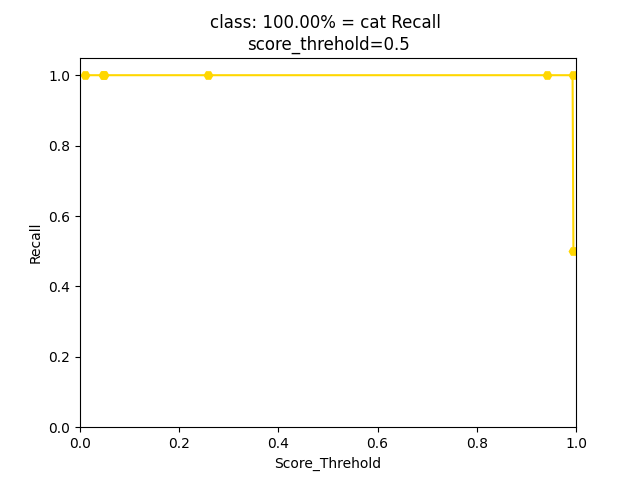 class: 100.00% = cat Recall
score_threhold=0.5
1.0
0.8
0.6
0.4
0.2
0.0
Recall
0.0 0.2 0.4 0.6 0.8 1.0
Score_Threhold